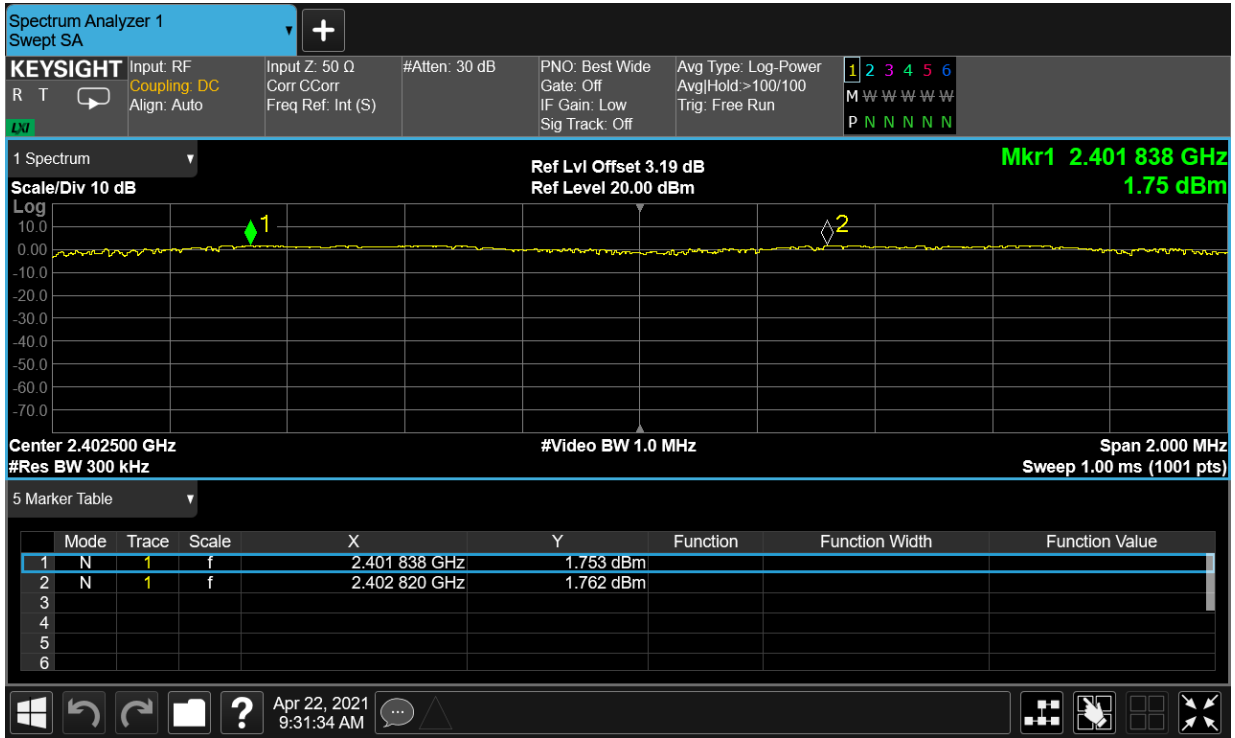 Spectrum Analyzer 1
Swept SA
KEYSIGHT
R T
LXI
Input: RF
Coupling: DC
Align: Auto
Input Z: 50 Ω
Corr CCorr
Freq Ref: Int (S)
#Atten: 30 dB
PNO: Best Wide
Gate: Off
IF Gain: Low
Sig Track: Off
Avg Type: Log-Power
Avg|Hold:>100/100
Trig: Free Run
1 2 3 4 5 6
M W W W W W
P N N N N N
1 Spectrum
Scale/Div 10 dB
Ref Lvl Offset 3.19 dB
Ref Level 20.00 dBm
Mkr1 2.401 838 GHz
1.75 dBm
Log
10.0
0.00
-10.0
-20.0
-30.0
-40.0
-50.0
-60.0
-70.0
1
2
Center 2.402500 GHz
#Res BW 300 kHz
#Video BW 1.0 MHz
Span 2.000 MHz
Sweep 1.00 ms (1001 pts)
5 Marker Table
Mode Trace Scale X Y Function Function Width Function Value
1 N 1 f 2.401 838 GHz 1.753 dBm
2 N 1 f 2.402 820 GHz 1.762 dBm
3
4
5
6
?
Apr 22, 2021
9:31:34 AM